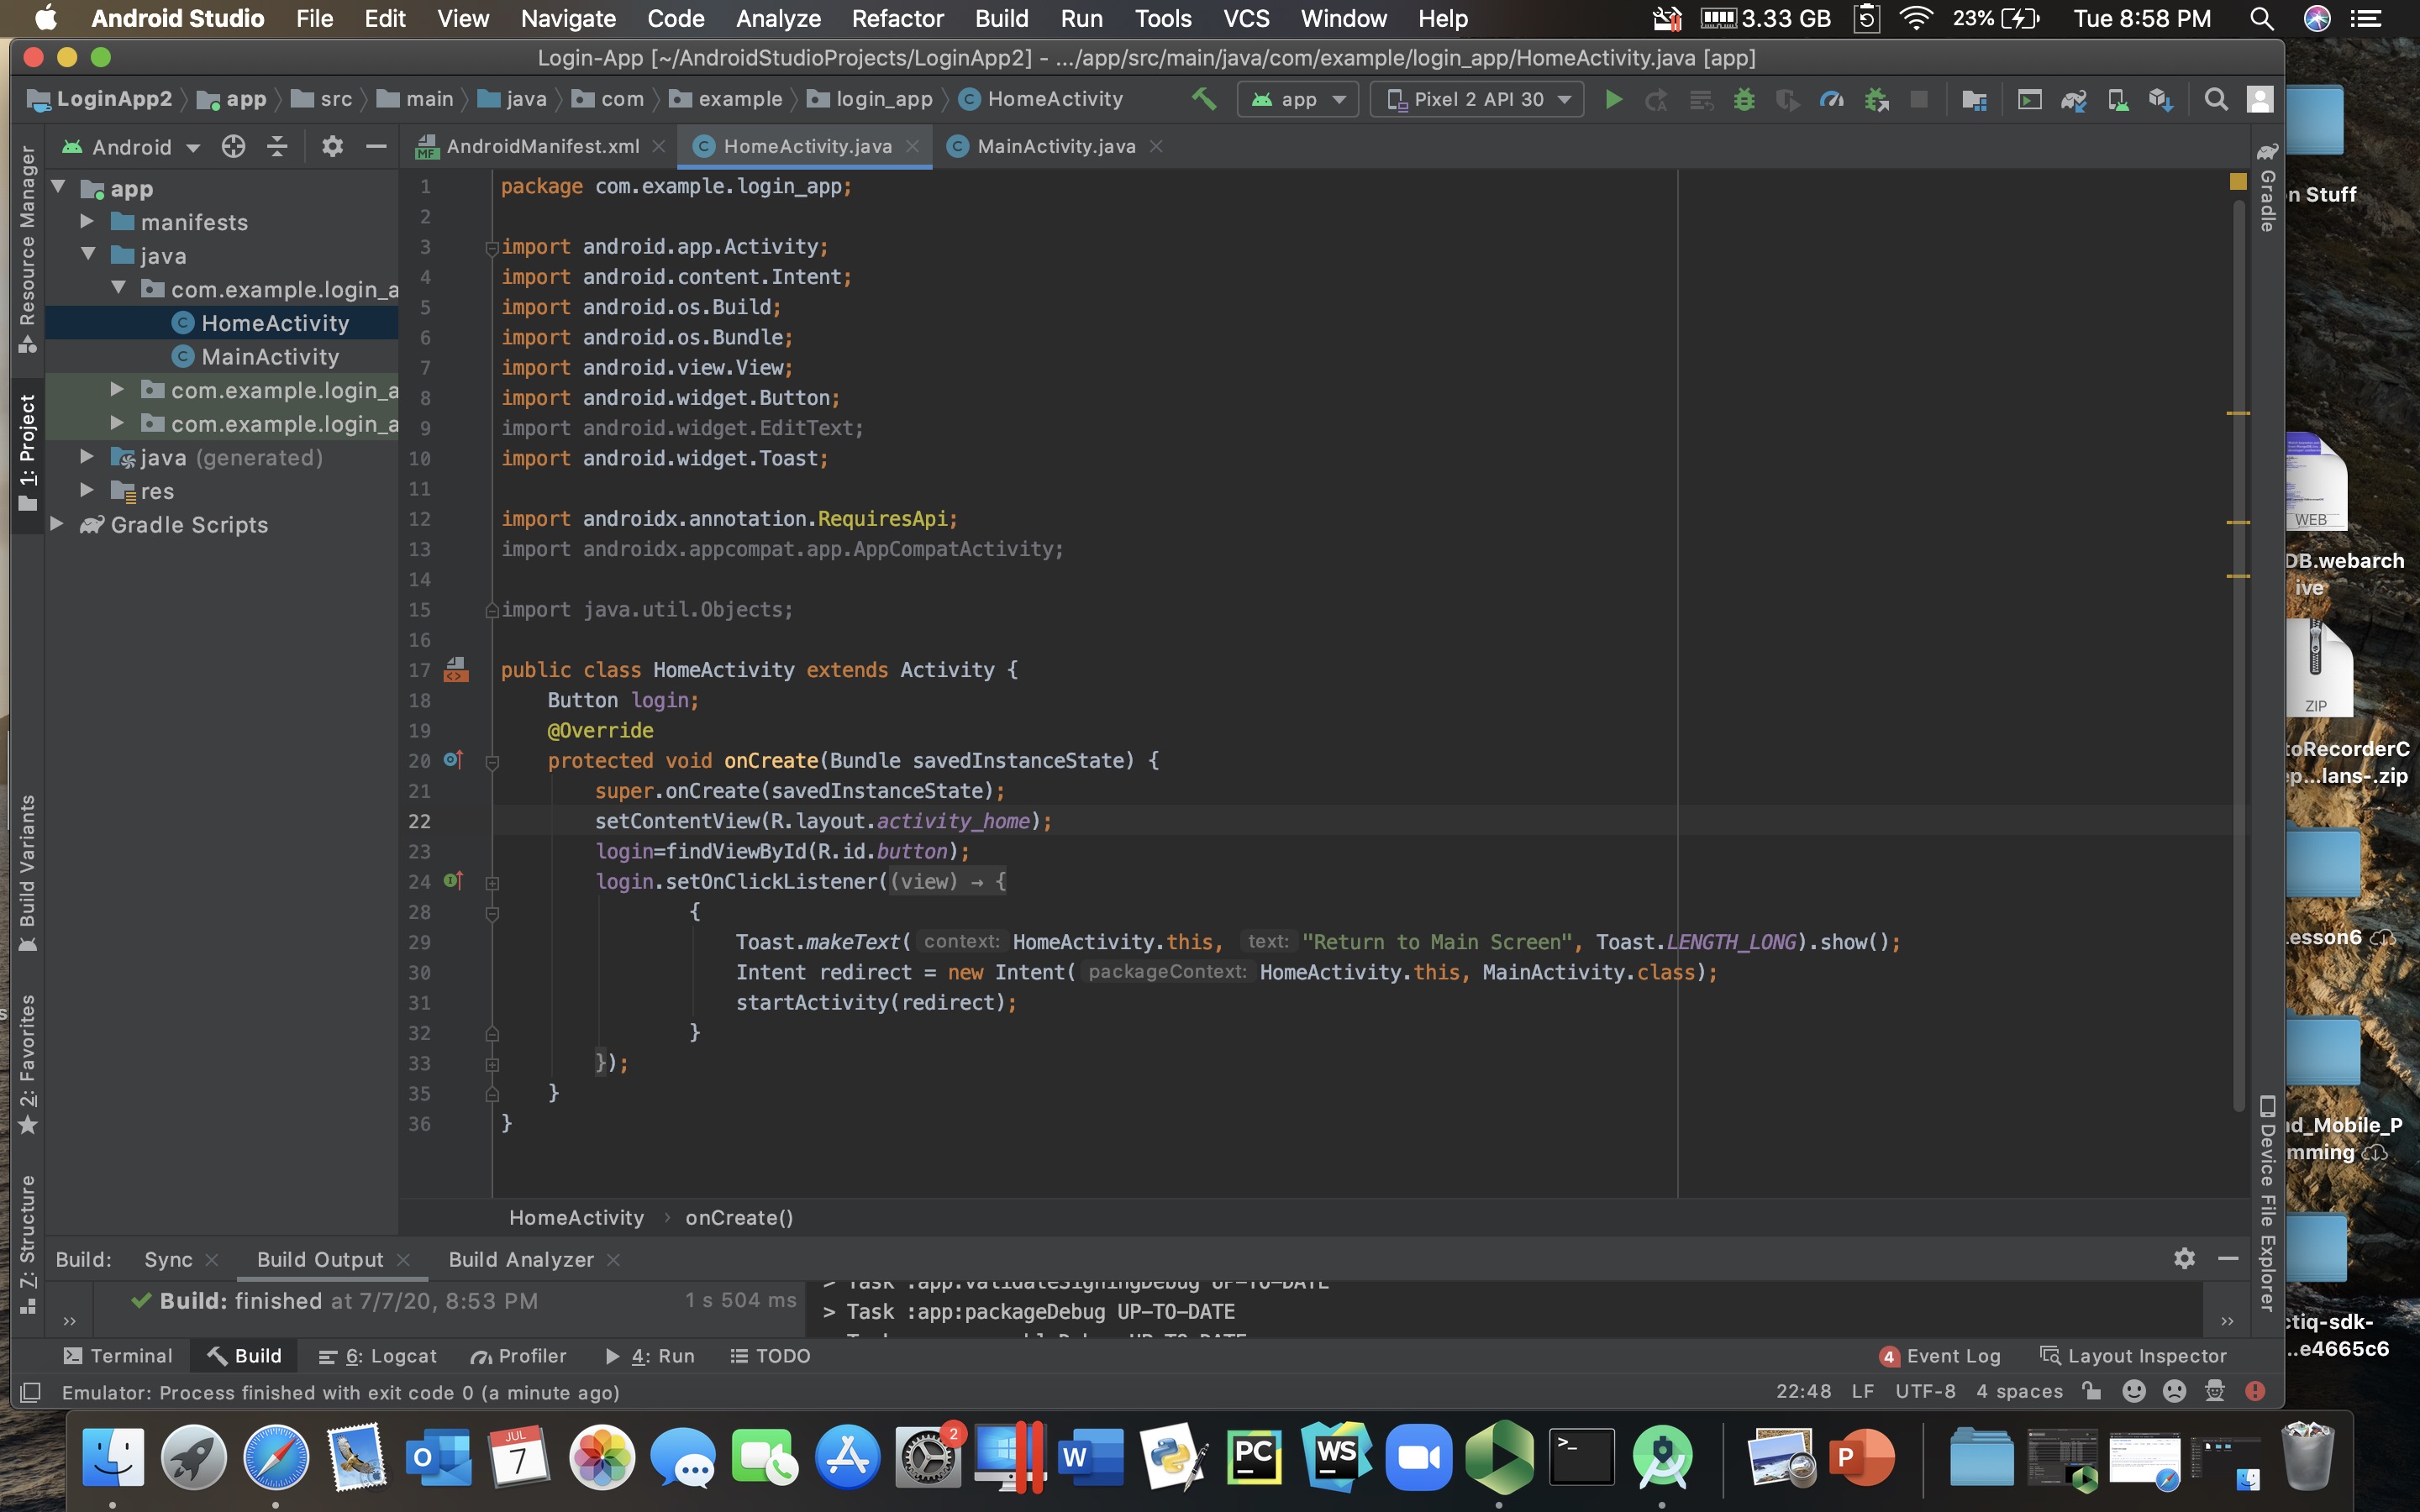 Android Studio File Edit View Navigate Code Analyze Refactor Build Run Tools VCS Window Help 3.33 GB 23% Tue 8:58 PM
Login-App [~/AndroidStudioProjects/LoginApp2] - .../app/src/main/java/com/example/login_app/HomeActivity.java [app]
LoginApp2 app src main java com example login_app HomeActivity app Pixel 2 API 30
Android AndroidManifest.xml HomeActivity.java MainActivity.java
Resource Manager
1: Project
Build Variants
2: Favorites
7: Structure
app
manifests
java
com.example.login_a
HomeActivity
MainActivity
com.example.login_a
com.example.login_a
java (generated)
res
Gradle Scripts
1 package com.example.login_app;
2
3 import android.app.Activity;
4 import android.content.Intent;
5 import android.os.Build;
6 import android.os.Bundle;
7 import android.view.View;
8 import android.widget.Button;
9 import android.widget.EditText;
10 import android.widget.Toast;
11
12 import androidx.annotation.RequiresApi;
13 import androidx.appcompat.app.AppCompatActivity;
14
15 import java.util.Objects;
16
17 public class HomeActivity extends Activity {
18 Button login;
19 @Override
20 protected void onCreate(Bundle savedInstanceState) {
21 super.onCreate(savedInstanceState);
22 setContentView(R.layout.activity_home);
23 login=findViewById(R.id.button);
24 login.setOnClickListener((view) → {
28 {
29 Toast.makeText( context: HomeActivity.this, text: "Return to Main Screen", Toast.LENGTH_LONG).show();
30 Intent redirect = new Intent( packageContext: HomeActivity.this, MainActivity.class);
31 startActivity(redirect);
32 }
33 });
35 }
36 }
HomeActivity › onCreate()
Gradle
Device File Explorer
n Stuff
WEB
DB.webarch
ive
ZIP
toRecorderC
ep...lans-.zip
esson6
nd_Mobile_P
mming
ctiq-sdk-
..e4665c6
Build: Sync Build Output Build Analyzer
Build: finished at 7/7/20, 8:53 PM 1 s 504 ms
> Task :app:validateSigningDebug UP-TO-DATE
> Task :app:packageDebug UP-TO-DATE
Terminal Build 6: Logcat Profiler 4: Run TODO 4 Event Log Layout Inspector
Emulator: Process finished with exit code 0 (a minute ago) 22:48 LF UTF-8 4 spaces
JUL
7
2
O
W
PC
WS
>_
P